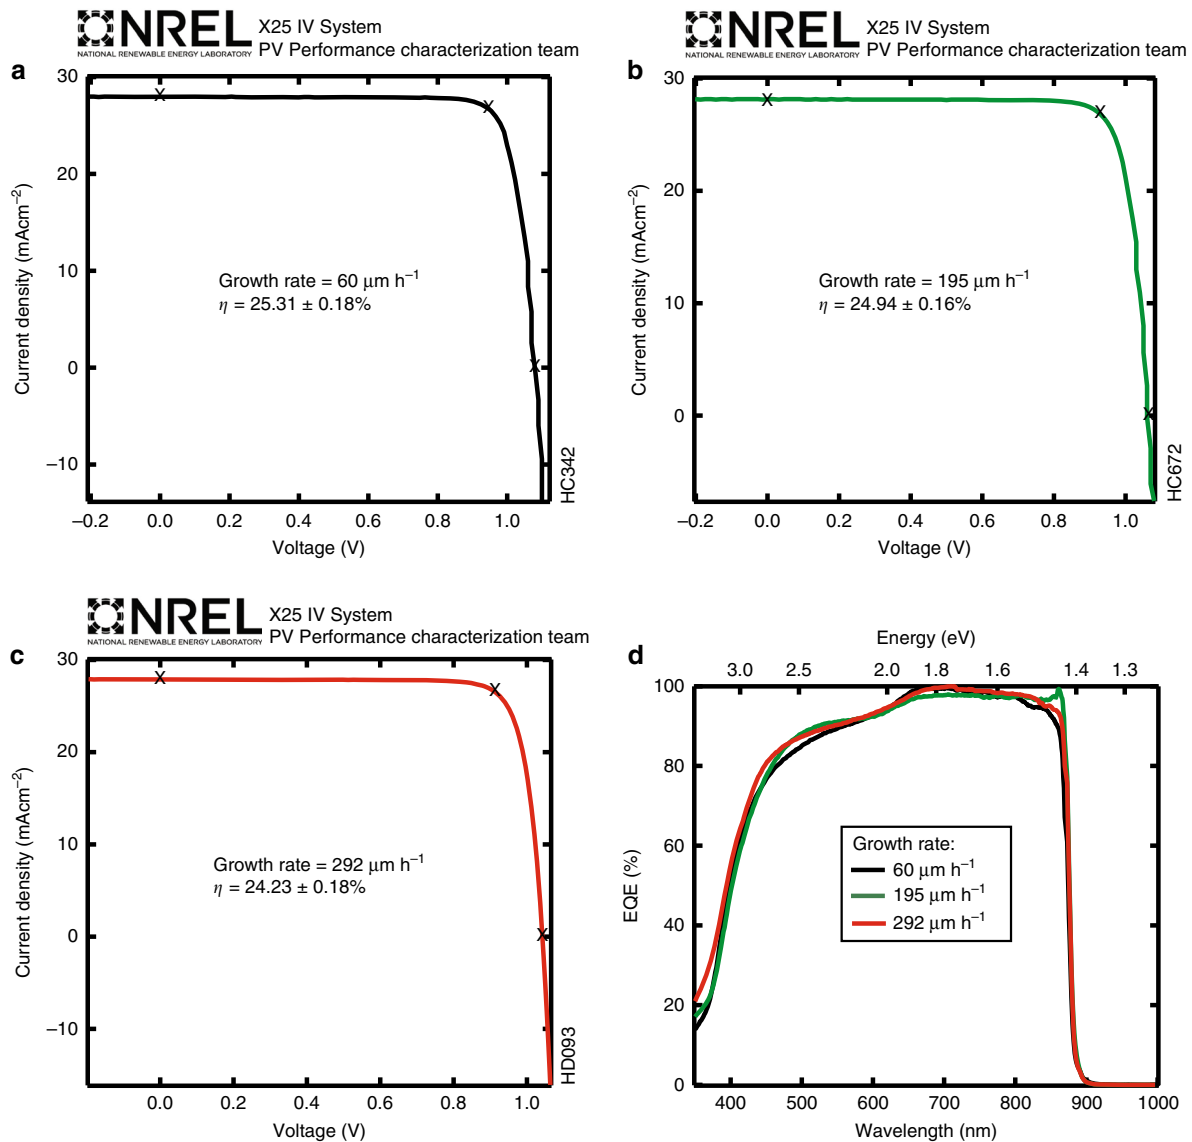 NREL
NATIONAL RENEWABLE ENERGY LABORATORY
X25 IV System
PV Performance characterization team
a
30
20
10
0
−10
Current density (mAcm⁻²)
Growth rate = 60 μm h⁻¹
η = 25.31 ± 0.18%
X
X
X
HC342
−0.2 0.0 0.2 0.4 0.6 0.8 1.0
Voltage (V)
NREL
NATIONAL RENEWABLE ENERGY LABORATORY
X25 IV System
PV Performance characterization team
b
30
20
10
0
Current density (mAcm⁻²)
Growth rate = 195 μm h⁻¹
η = 24.94 ± 0.16%
X
X
X
HC672
−0.2 0.0 0.2 0.4 0.6 0.8 1.0
Voltage (V)
NREL
NATIONAL RENEWABLE ENERGY LABORATORY
X25 IV System
PV Performance characterization team
c
30
20
10
0
−10
Current density (mAcm⁻²)
Growth rate = 292 μm h⁻¹
η = 24.23 ± 0.18%
X
X
X
HD093
0.0 0.2 0.4 0.6 0.8 1.0
Voltage (V)
d
Energy (eV)
3.0 2.5 2.0 1.8 1.6 1.4 1.3
100
80
60
40
20
0
EQE (%)
Growth rate:
60 μm h⁻¹
195 μm h⁻¹
292 μm h⁻¹
400 500 600 700 800 900 1000
Wavelength (nm)